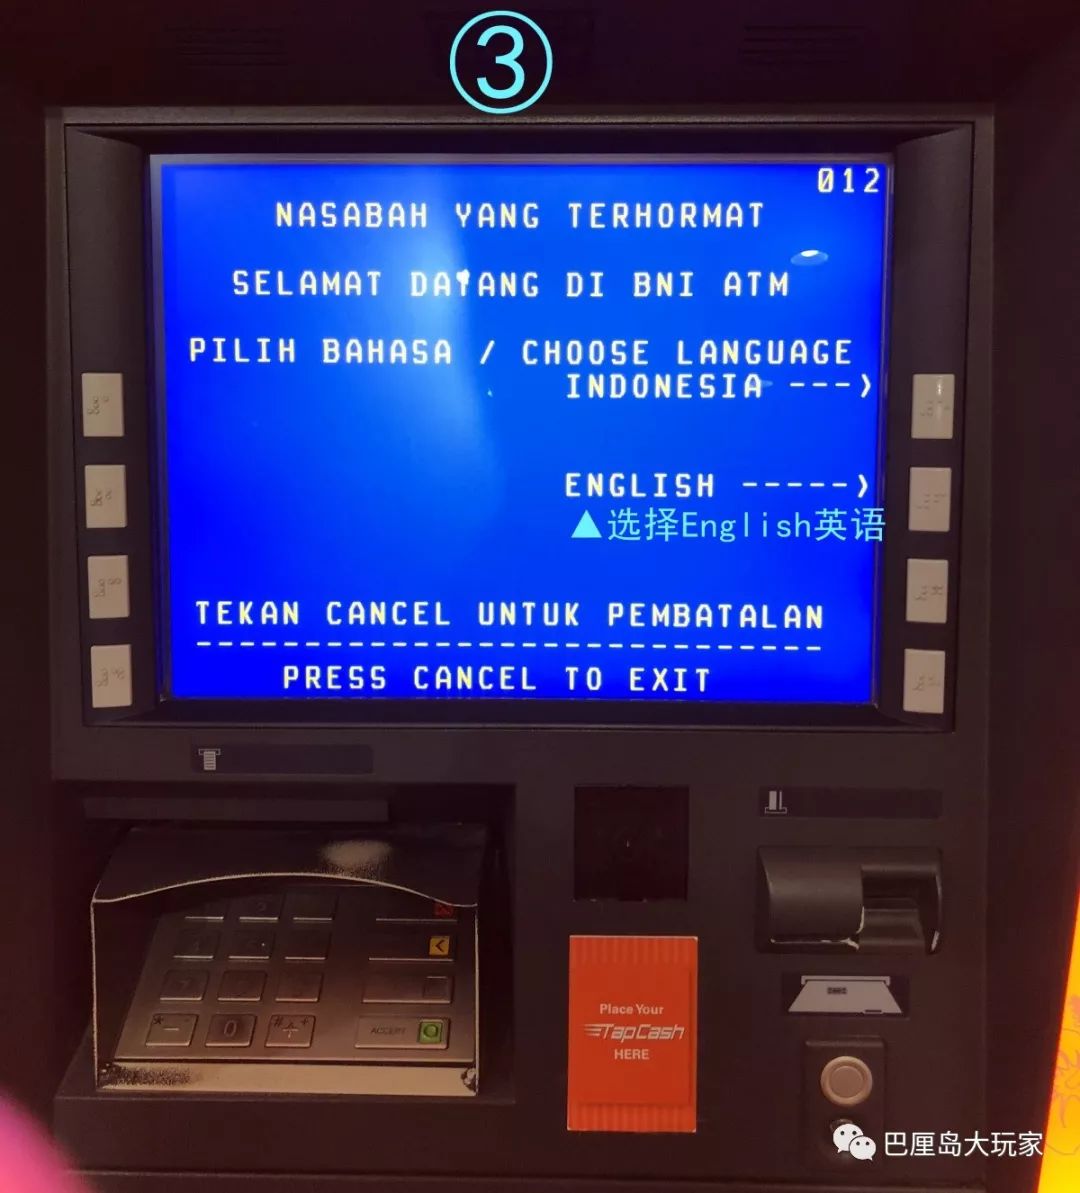 ③
012
NASABAH YANG TERHORMAT
SELAMAT DATANG DI BNI ATM
PILIH BAHASA / CHOOSE LANGUAGE
INDONESIA --->
ENGLISH ----->
▲选择English英语
TEKAN CANCEL UNTUK PEMBATALAN
-----------------------------
PRESS CANCEL TO EXIT
Place Your
TapCash
HERE
* 0 #
ACCEPT
巴厘岛大玩家